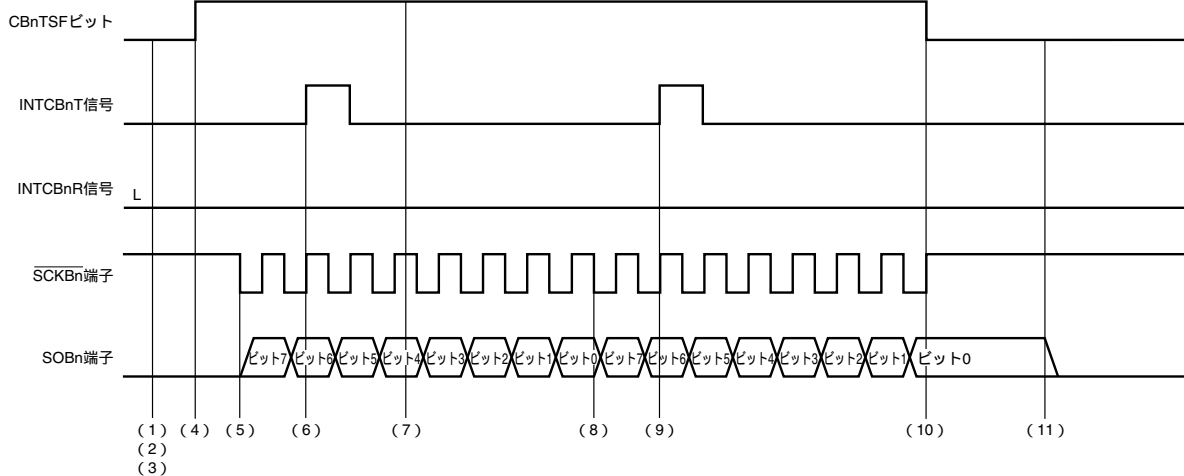 CBnTSFビット
INTCBnT信号
INTCBnR信号
L
SCKBn端子
SOBn端子
ビット7 ビット6 ビット5 ビット4 ビット3 ビット2 ビット1 ビット0 ビット7 ビット6 ビット5 ビット4 ビット3 ビット2 ビット1 ビット0
(1) (4) (5) (6) (7) (8) (9) (10) (11)
(2)
(3)